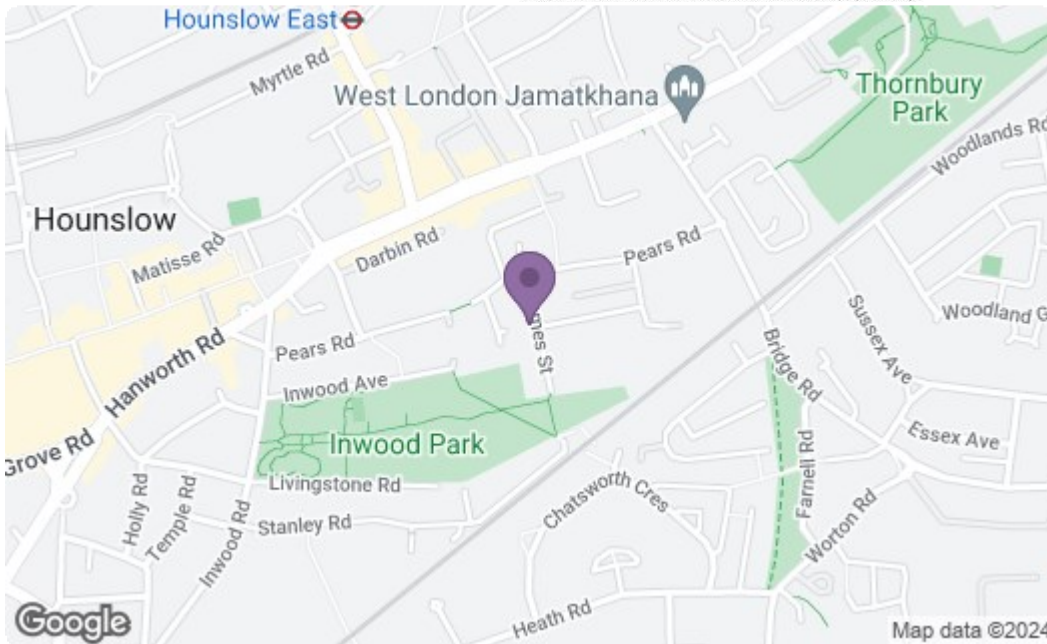 Hounslow East
Myrtle Rd
West London Jamatkhana
Thornbury
Park
Woodlands Rd
Hounslow
Matisse Rd
Darbin Rd
Pears Rd
Sussex Ave
Woodland G
Hanworth Rd
Pears Rd
mes St
Bridge Rd
Inwood Ave
Grove Rd
Inwood Park
Essex Ave
Holly Rd
Temple Rd
Inwood Rd
Livingstone Rd
Stanley Rd
Chatsworth Cres
Farnell Rd
Worton Rd
Heath Rd
Google
Map data ©2024